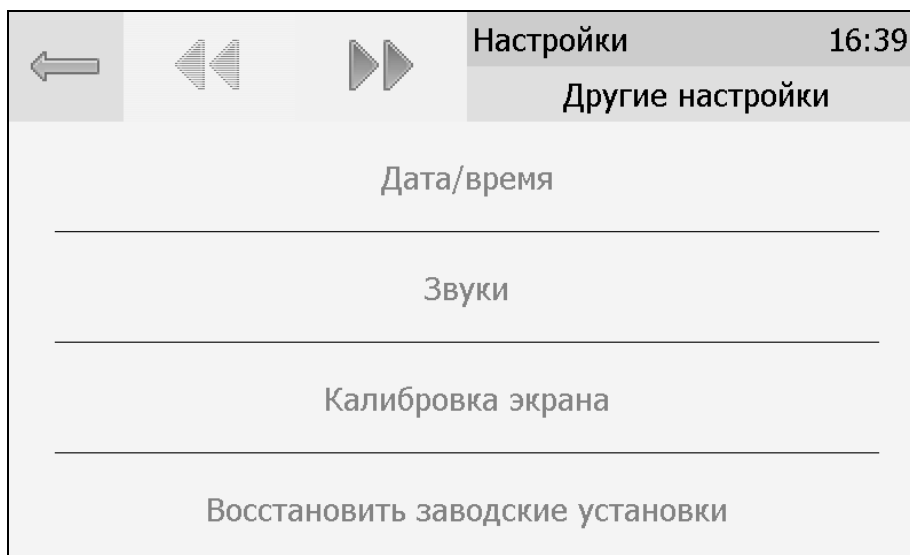 Настройки 16:39
Другие настройки
Дата/время
Звуки
Калибровка экрана
Восстановить заводские установки